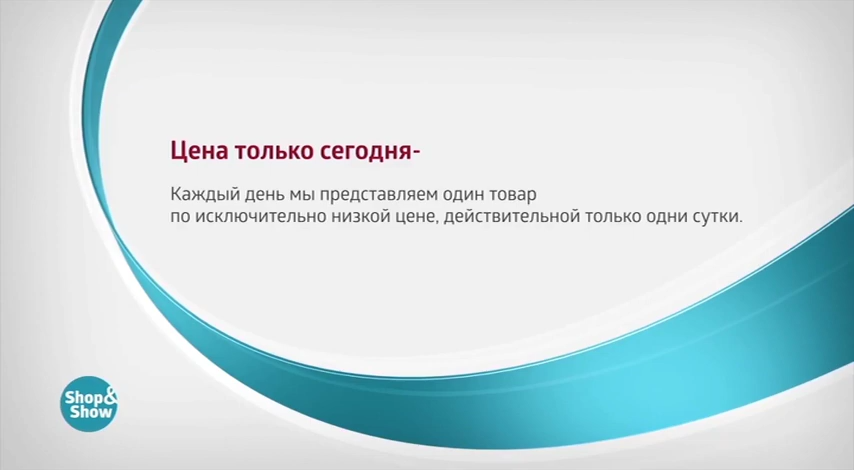 Цена только сегодня-
Каждый день мы представляем один товар
по исключительно низкой цене, действительной только одни сутки.
Shop&
Show